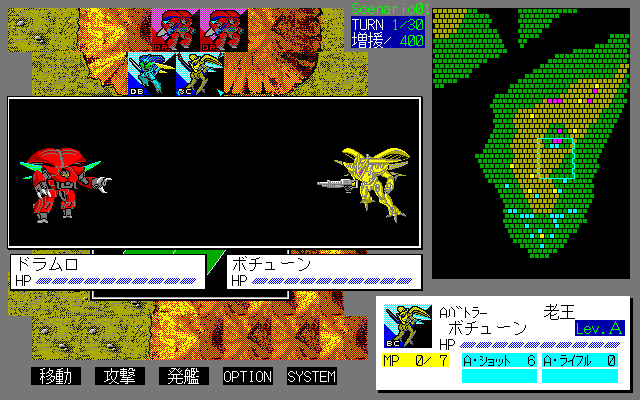 Scenario01
TURN 1/30
増援/ 400
DR
DR
DB
BC
ドラムロ
HP
ボチューン
HP
Aバトラー 老王
ボチューン
Lev.A
HP
BC
MP 0/ 7
A・ショット 6
A・ライフル 0
移動 攻撃 発艦 OPTION SYSTEM